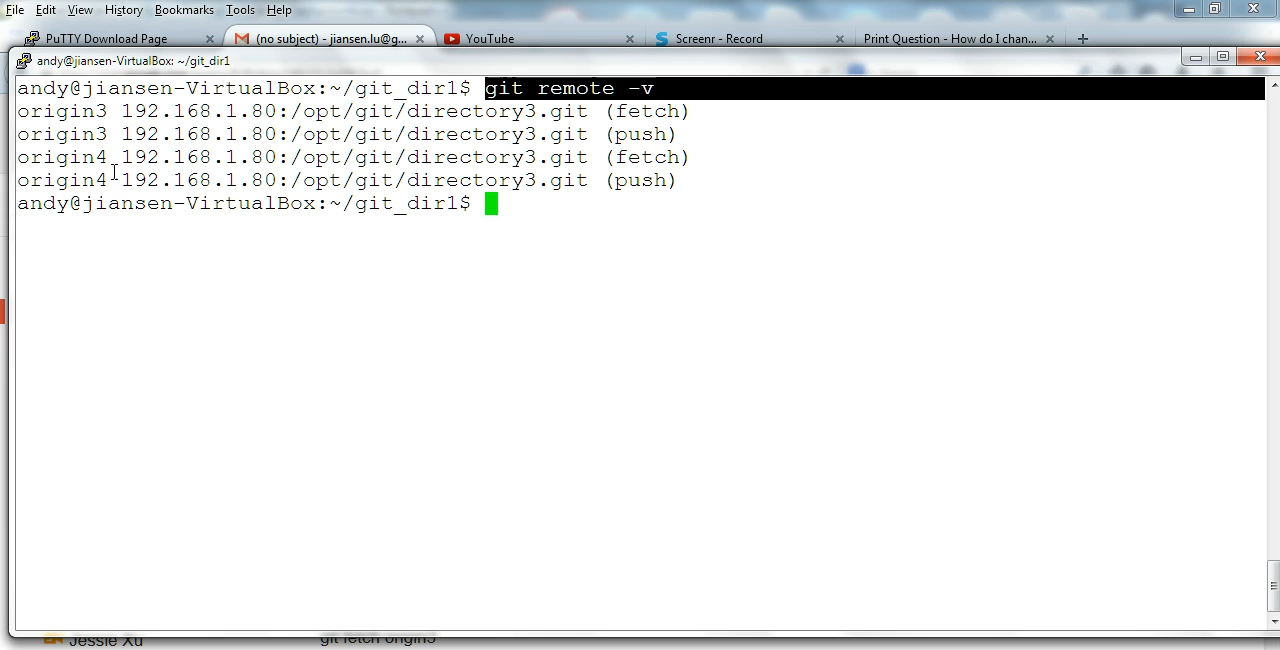 File Edit View History Bookmarks Tools Help
PuTTY Download Page (no subject) - jiansen.lu@g... YouTube Screenr - Record Print Question - How do I chan...
andy@jiansen-VirtualBox: ~/git_dir1
andy@jiansen-VirtualBox:~/git_dir1$ git remote -v
origin3 192.168.1.80:/opt/git/directory3.git (fetch)
origin3 192.168.1.80:/opt/git/directory3.git (push)
origin4 192.168.1.80:/opt/git/directory3.git (fetch)
origin4 192.168.1.80:/opt/git/directory3.git (push)
andy@jiansen-VirtualBox:~/git_dir1$
Jessie Xu git fetch origin3